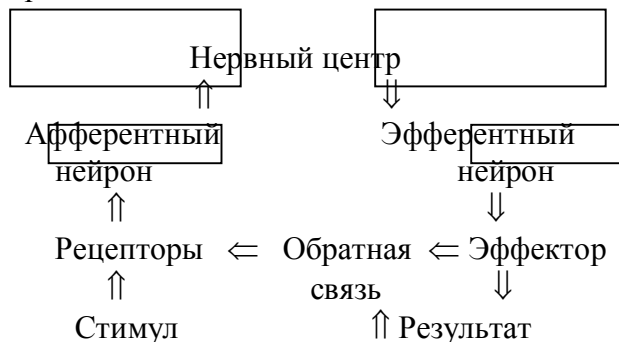 Нервный центр
⇑ ⇓
Афферентный Эфферентный
нейрон нейрон
⇑ ⇓
Рецепторы ⇐ Обратная ⇐ Эффектор
⇑ связь ⇓
Стимул ⇑ Результат